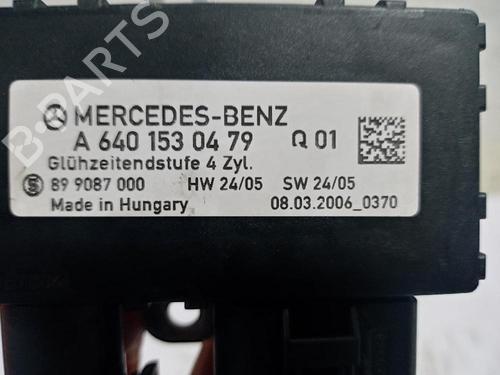 MERCEDES-BENZ
A 640 153 04 79 Q 01
Glühzeitendstufe 4 Zyl.
89 9087 000 HW 24/05 SW 24/05
Made in Hungary 08.03.2006_0370
B-PARTS